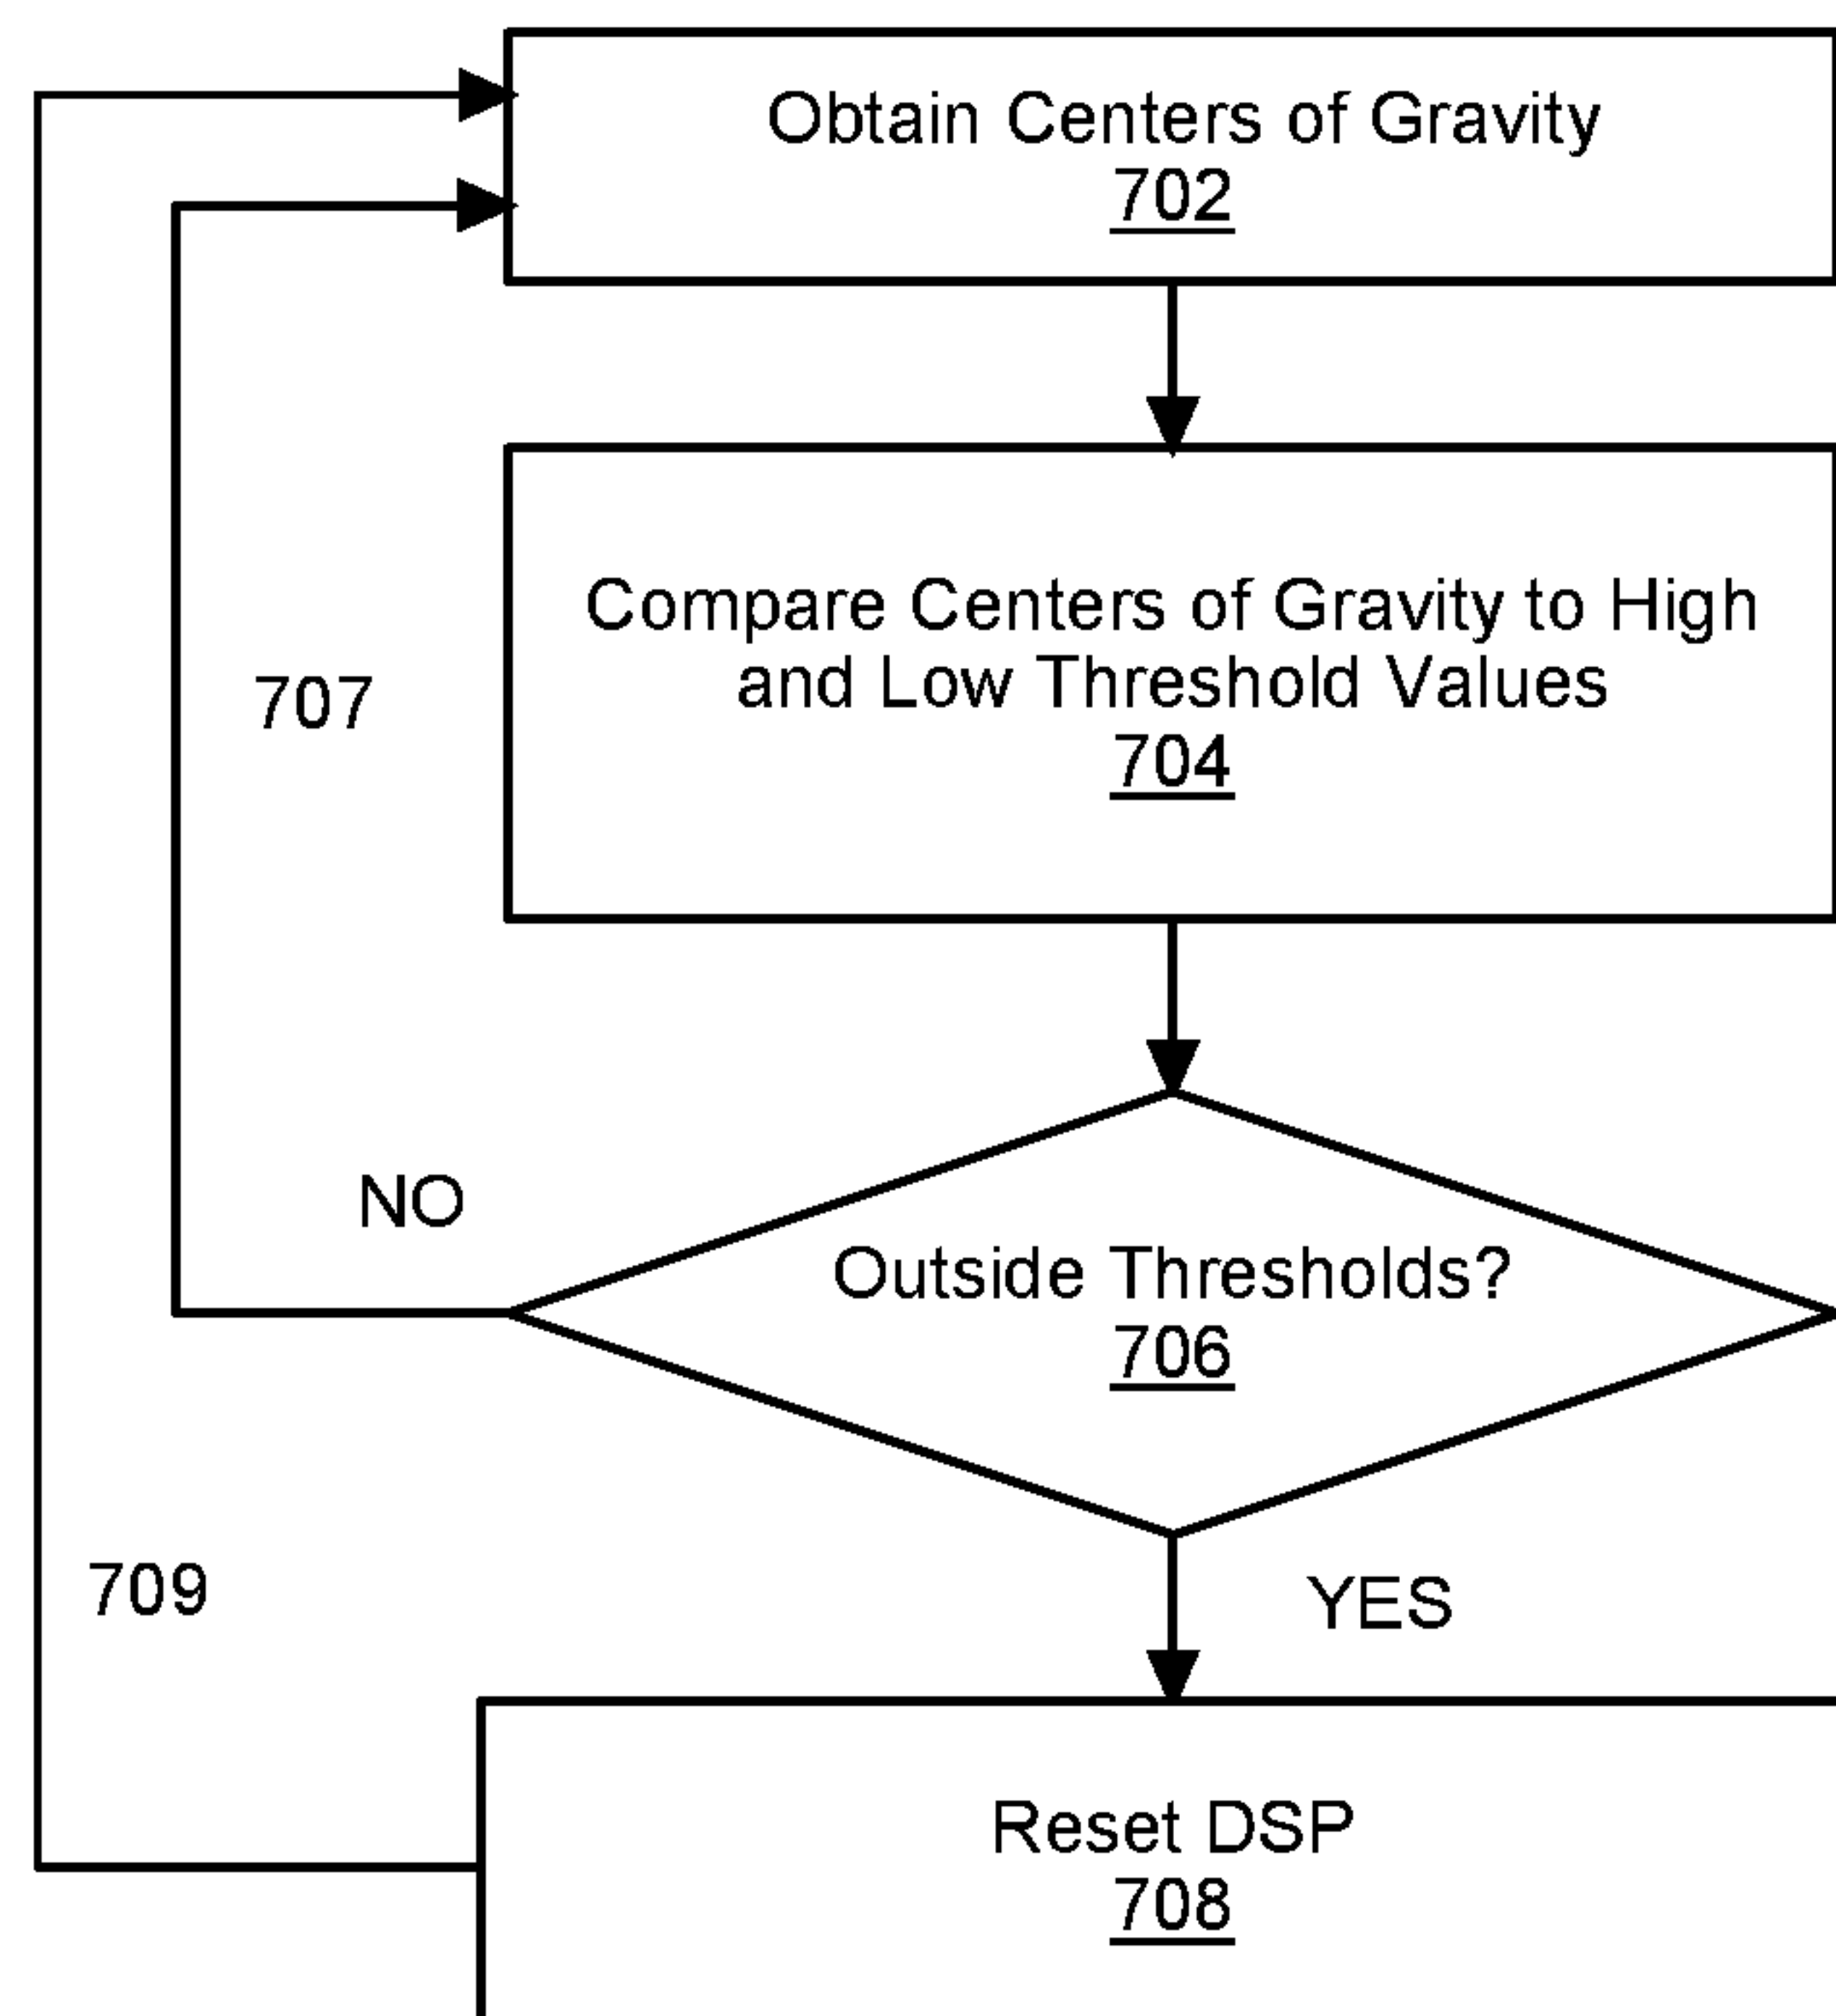 Obtain Centers of Gravity
702
Compare Centers of Gravity to High
and Low Threshold Values
704
707
NO
Outside Thresholds?
706
YES
709
Reset DSP
708